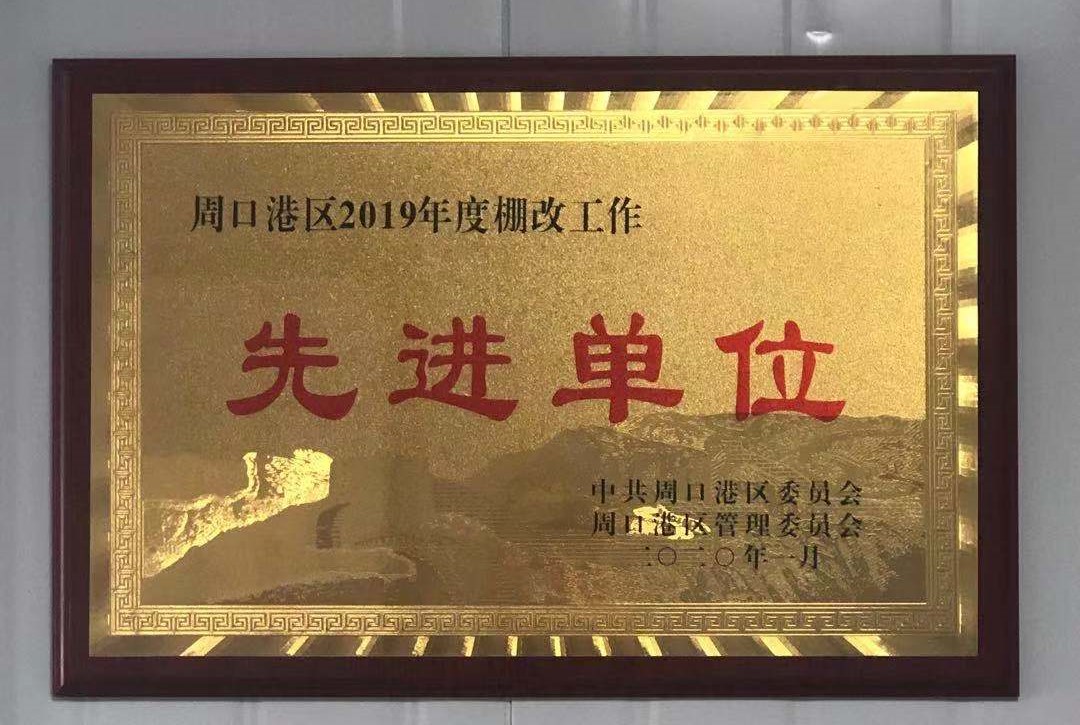 周口港区2019年度棚改工作
先进单位
中共周口港区委员会
周口港区管理委员会
二〇二〇年一月